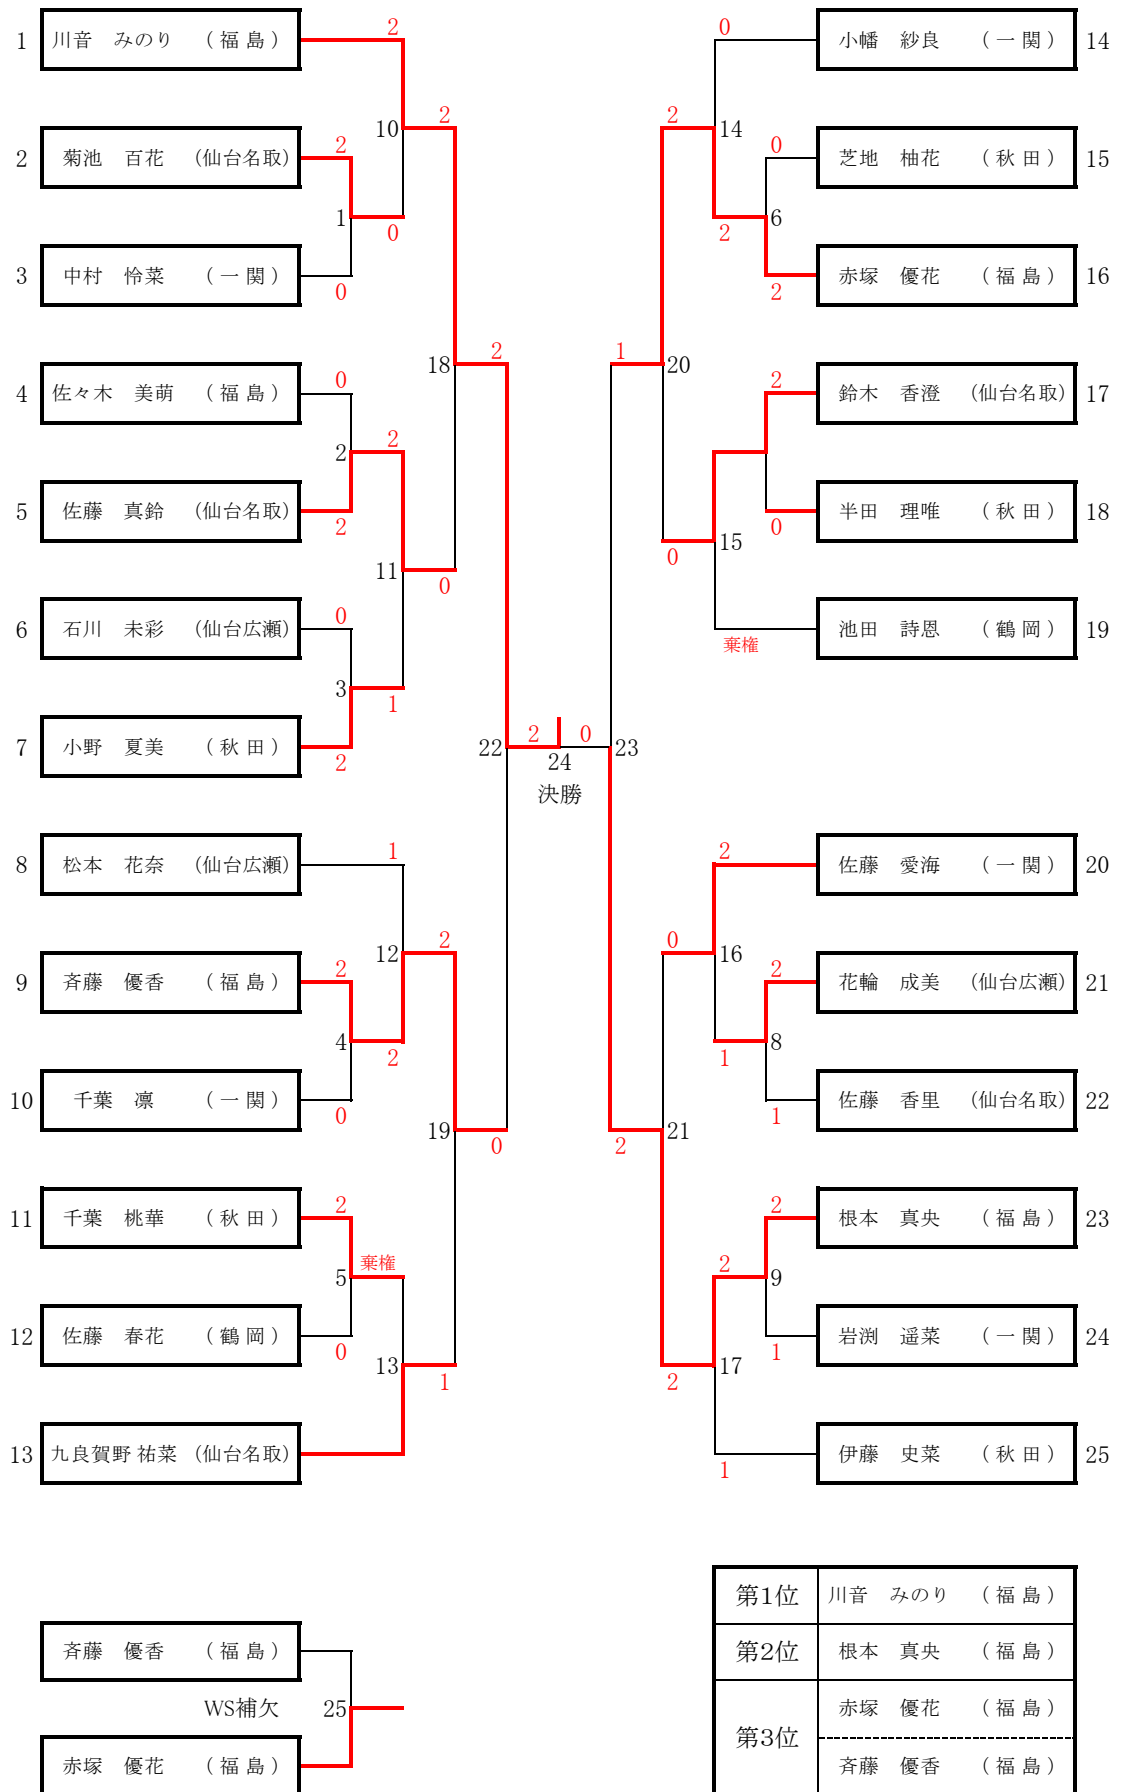 2 0
1 川音 みのり (福島) 小幡 紗良 (一関) 14
10 2 2 14
2 菊池 百花 (仙台名取) 2 0 芝地 柚花 (秋田) 15
1 0 2 6
3 中村 怜菜 (一関) 0 2 赤塚 優花 (福島) 16
18 2 1 20
4 佐々木 美萌 (福島) 0 2 鈴木 香澄 (仙台名取) 17
2 2
5 佐藤 真鈴 (仙台名取) 2 0 半田 理唯 (秋田) 18
11 0 0 15
6 石川 未彩 (仙台広瀬) 0 池田 詩恩 (鶴岡) 19
棄権
3 1
7 小野 夏美 (秋田) 2 22 2 0 23
24
決勝
8 松本 花奈 (仙台広瀬) 1 2 佐藤 愛海 (一関) 20
12 2 0 16
9 斉藤 優香 (福島) 2 2 花輪 成美 (仙台広瀬) 21
4 2 1 8
10 千葉 凛 (一関) 0 1 佐藤 香里 (仙台名取) 22
19 0 2 21
11 千葉 桃華 (秋田) 2 2 根本 真央 (福島) 23
5 棄権 2 9
12 佐藤 春花 (鶴岡) 0 1 岩渕 遥菜 (一関) 24
13 1 2 17
13 九良賀野 祐菜 (仙台名取) 1 伊藤 史菜 (秋田) 25
第1位 川音 みのり (福島)
第2位 根本 真央 (福島)
第3位 赤塚 優花 (福島)
斉藤 優香 (福島)
斉藤 優香 (福島)
WS補欠 25
赤塚 優花 (福島)